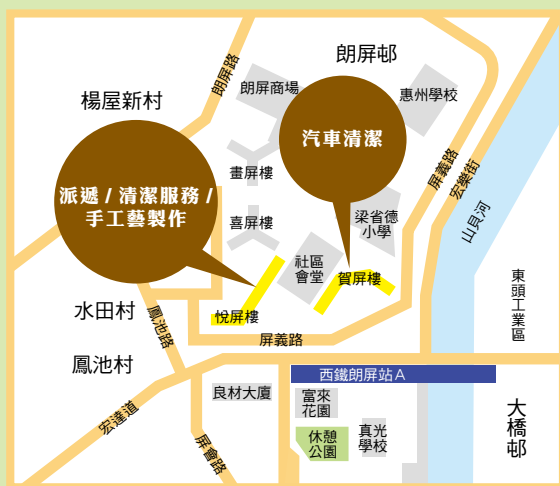 朗屏邨
朗屏路
朗屏商場
惠州學校
楊屋新村
汽車清潔
畫屏樓
派遞 / 清潔服務 /
手工藝製作
屏義路
宏樂街
山貝河
喜屏樓
梁省德
小學
社區
會堂
賀屏樓
東頭工業區
水田村
鳳池路
悅屏樓
屏義路
鳳池村
西鐵朗屏站A
良材大廈
富來
花園
宏達道
屏會路
休憩
公園
真光
學校
大橋邨